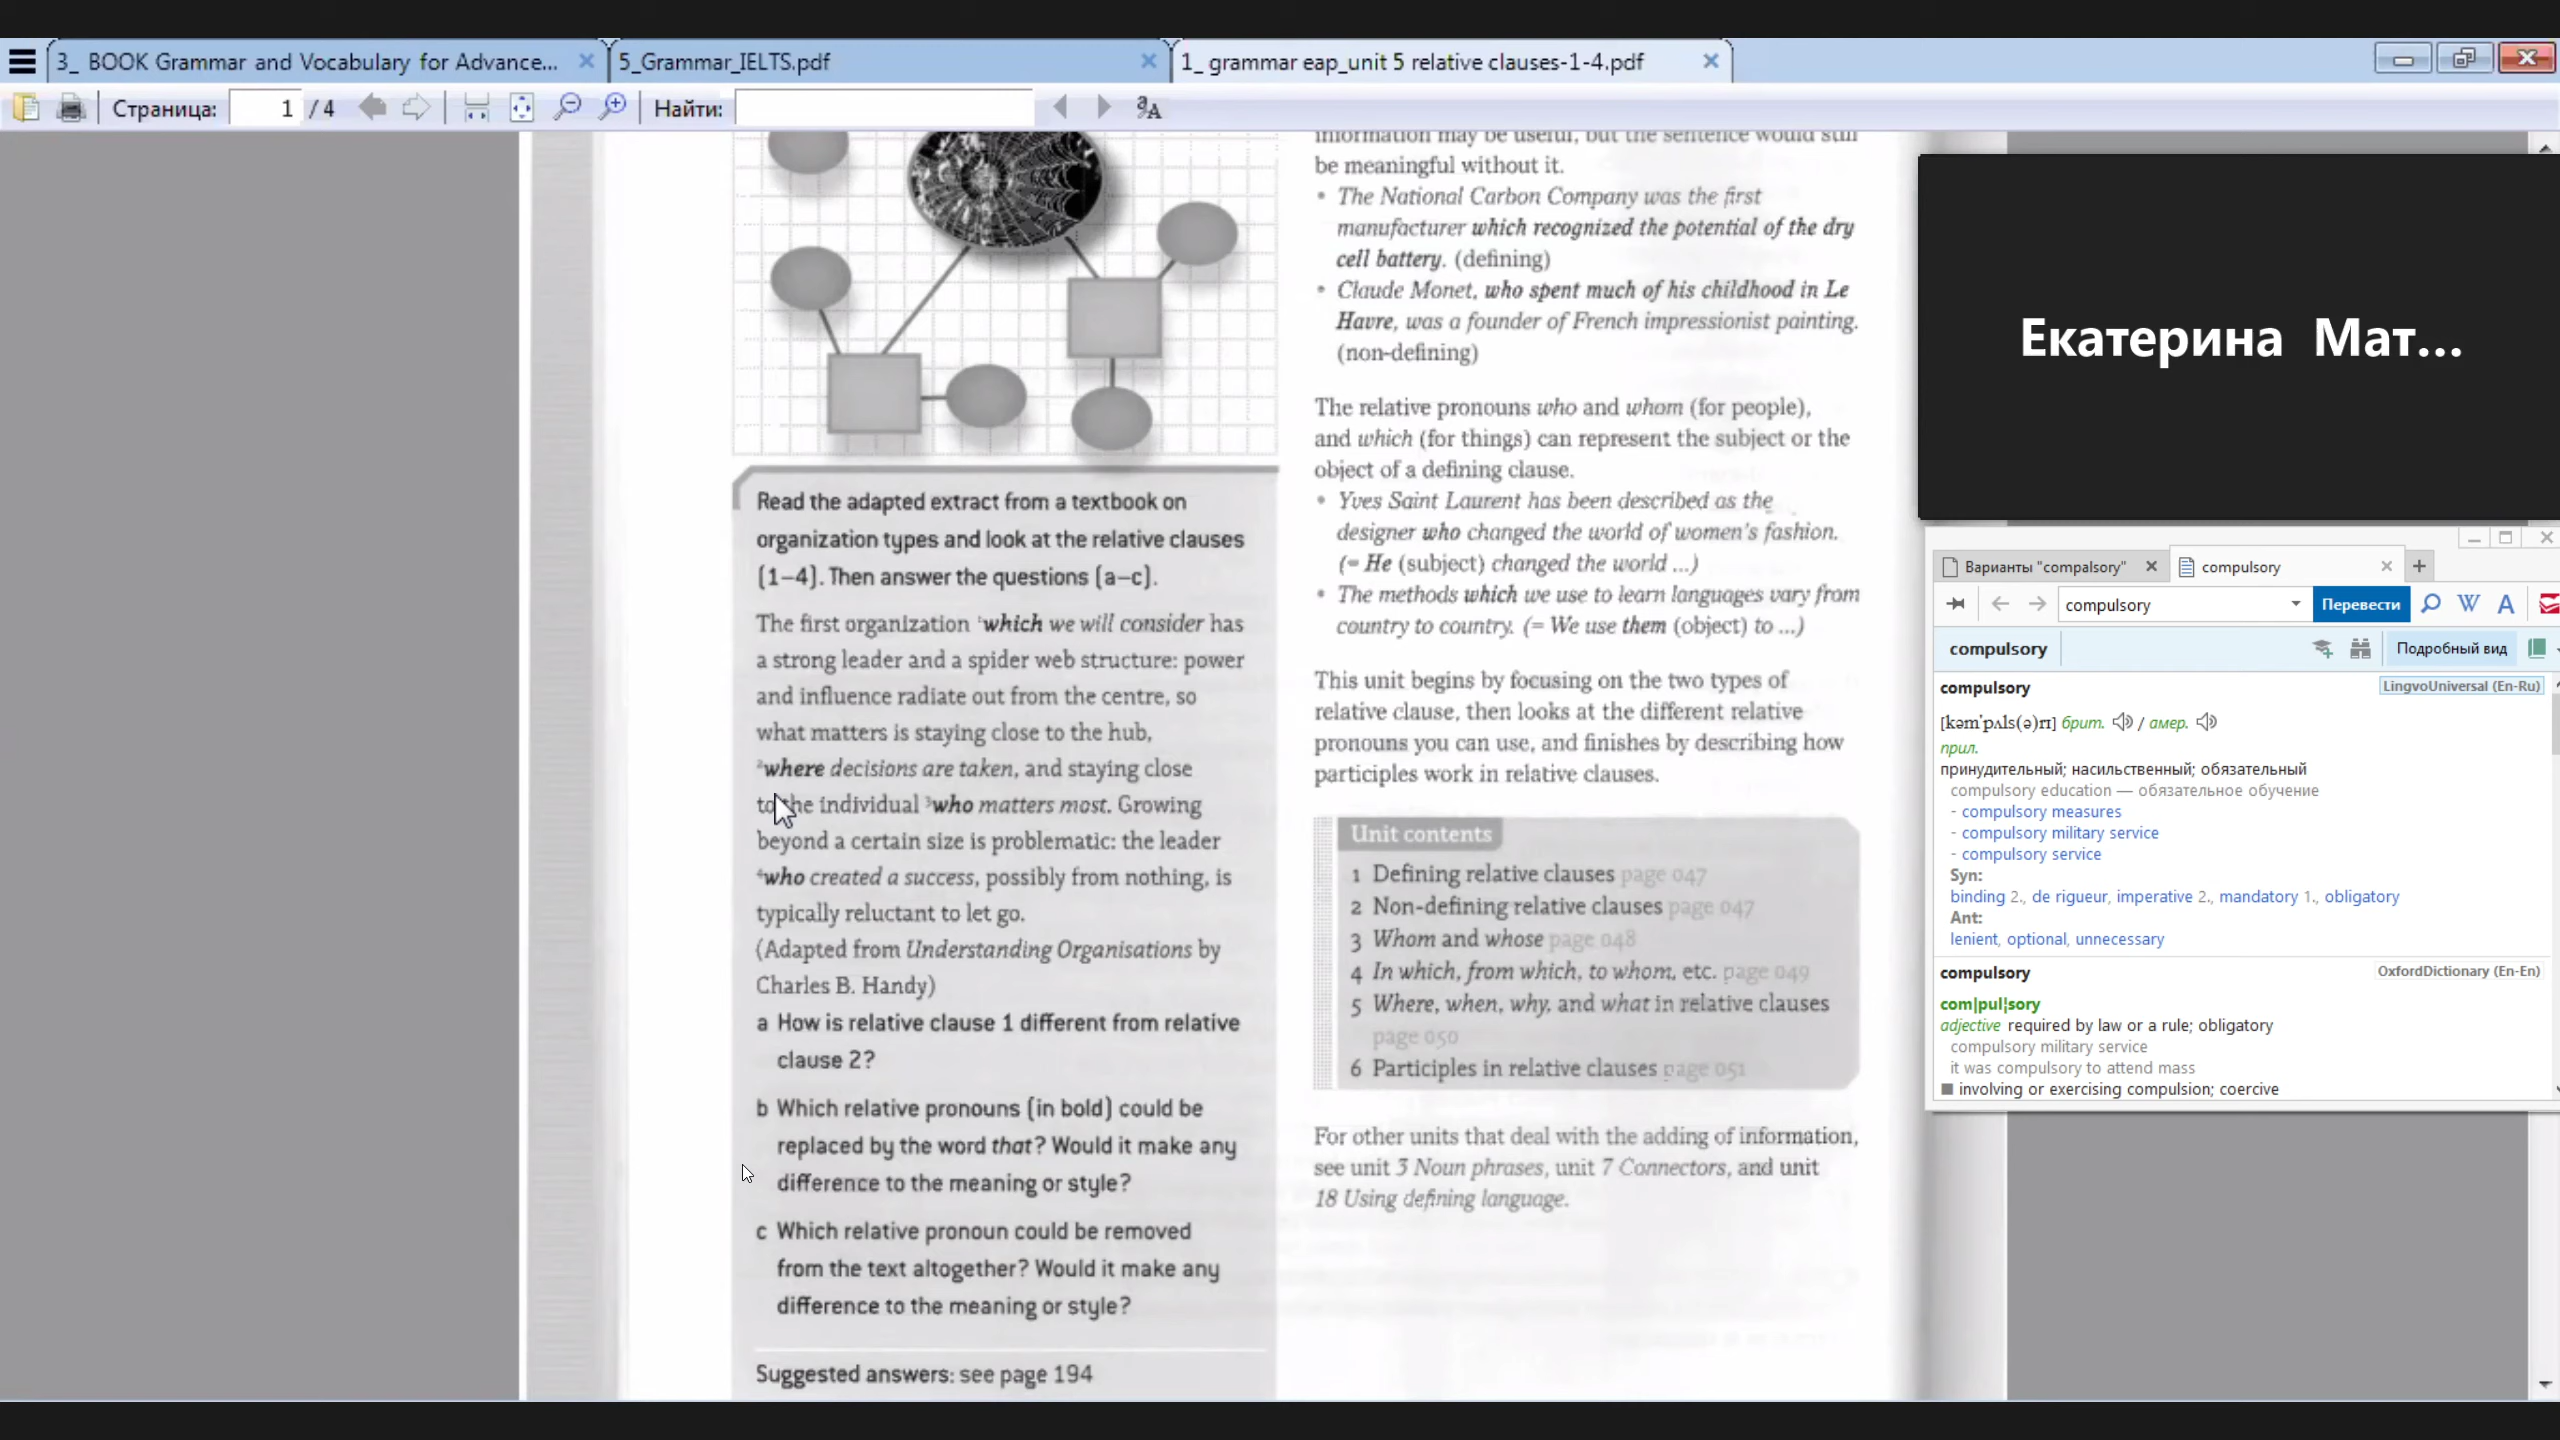 3_ BOOK Grammar and Vocabulary for Advance...
5_Grammar_IELTS.pdf
1_ grammar eap_unit 5 relative clauses-1-4.pdf
Страница: 1 / 4
Найти:
Read the adapted extract from a textbook on
organization types and look at the relative clauses
(1–4). Then answer the questions (a–c).
The first organization ¹which we will consider has
a strong leader and a spider web structure: power
and influence radiate out from the centre, so
what matters is staying close to the hub,
²where decisions are taken, and staying close
to the individual ³who matters most. Growing
beyond a certain size is problematic: the leader
⁴who created a success, possibly from nothing, is
typically reluctant to let go.
(Adapted from Understanding Organisations by
Charles B. Handy)
a How is relative clause 1 different from relative
clause 2?
b Which relative pronouns (in bold) could be
replaced by the word that? Would it make any
difference to the meaning or style?
c Which relative pronoun could be removed
from the text altogether? Would it make any
difference to the meaning or style?
Suggested answers: see page 194
information may be useful, but the sentence would still
be meaningful without it.
• The National Carbon Company was the first
manufacturer which recognized the potential of the dry
cell battery. (defining)
• Claude Monet, who spent much of his childhood in Le
Havre, was a founder of French impressionist painting.
(non-defining)
The relative pronouns who and whom (for people),
and which (for things) can represent the subject or the
object of a defining clause.
• Yves Saint Laurent has been described as the
designer who changed the world of women's fashion.
(= He (subject) changed the world ...)
• The methods which we use to learn languages vary from
country to country. (= We use them (object) to ...)
This unit begins by focusing on the two types of
relative clause, then looks at the different relative
pronouns you can use, and finishes by describing how
participles work in relative clauses.
Unit contents
1 Defining relative clauses page 047
2 Non-defining relative clauses page 047
3 Whom and whose page 048
4 In which, from which, to whom, etc. page 049
5 Where, when, why, and what in relative clauses
page 050
6 Participles in relative clauses page 051
For other units that deal with the adding of information,
see unit 3 Noun phrases, unit 7 Connectors, and unit
18 Using defining language.
Екатерина Мат...
Варианты "compalsory"
compulsory
compulsory
Перевести
W
A
compulsory
Подробный вид
compulsory
LingvoUniversal (En-Ru)
[kəm'pʌls(ə)rɪ] брит. / амер.
прил.
принудительный; насильственный; обязательный
compulsory education — обязательное обучение
- compulsory measures
- compulsory military service
- compulsory service
Syn:
binding 2., de rigueur, imperative 2., mandatory 1., obligatory
Ant:
lenient, optional, unnecessary
compulsory
OxfordDictionary (En-En)
com|pul¦sory
adjective required by law or a rule; obligatory
compulsory military service
it was compulsory to attend mass
■ involving or exercising compulsion; coercive